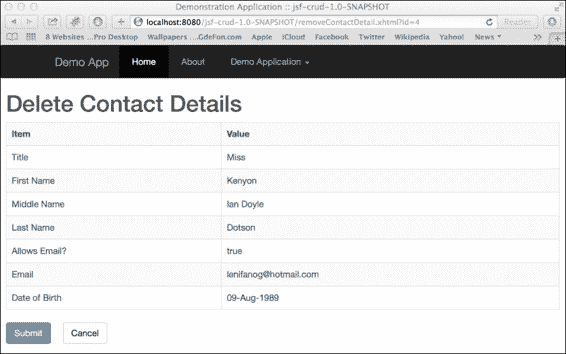 Demonstration Application :: jsf-crud-1.0-SNAPSHOT
localhost:8080/jsf-crud-1.0-SNAPSHOT/removeContactDetail.xhtml?id=4
Reader
8 Websites ...Pro Desktop Wallpapers ....GdeFon.com Apple iCloud Facebook Twitter Wikipedia Yahoo! News
Demo App Home About Demo Application
Delete Contact Details
Item Value
Title Miss
First Name Kenyon
Middle Name Ian Doyle
Last Name Dotson
Allows Email? true
Email lenifanog@hotmail.com
Date of Birth 09-Aug-1989
Submit Cancel